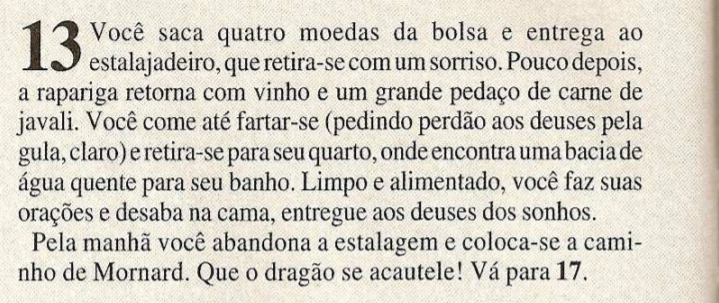 13 Você saca quatro moedas da bolsa e entrega ao
estalajadeiro, que retira-se com um sorriso. Pouco depois,
a rapariga retorna com vinho e um grande pedaço de carne de
javali. Você come até fartar-se (pedindo perdão aos deuses pela
gula, claro) e retira-se para seu quarto, onde encontra uma bacia de
água quente para seu banho. Limpo e alimentado, você faz suas
orações e desaba na cama, entregue aos deuses dos sonhos.
Pela manhã você abandona a estalagem e coloca-se a cami-
nho de Mornard. Que o dragão se acautele! Vá para 17.